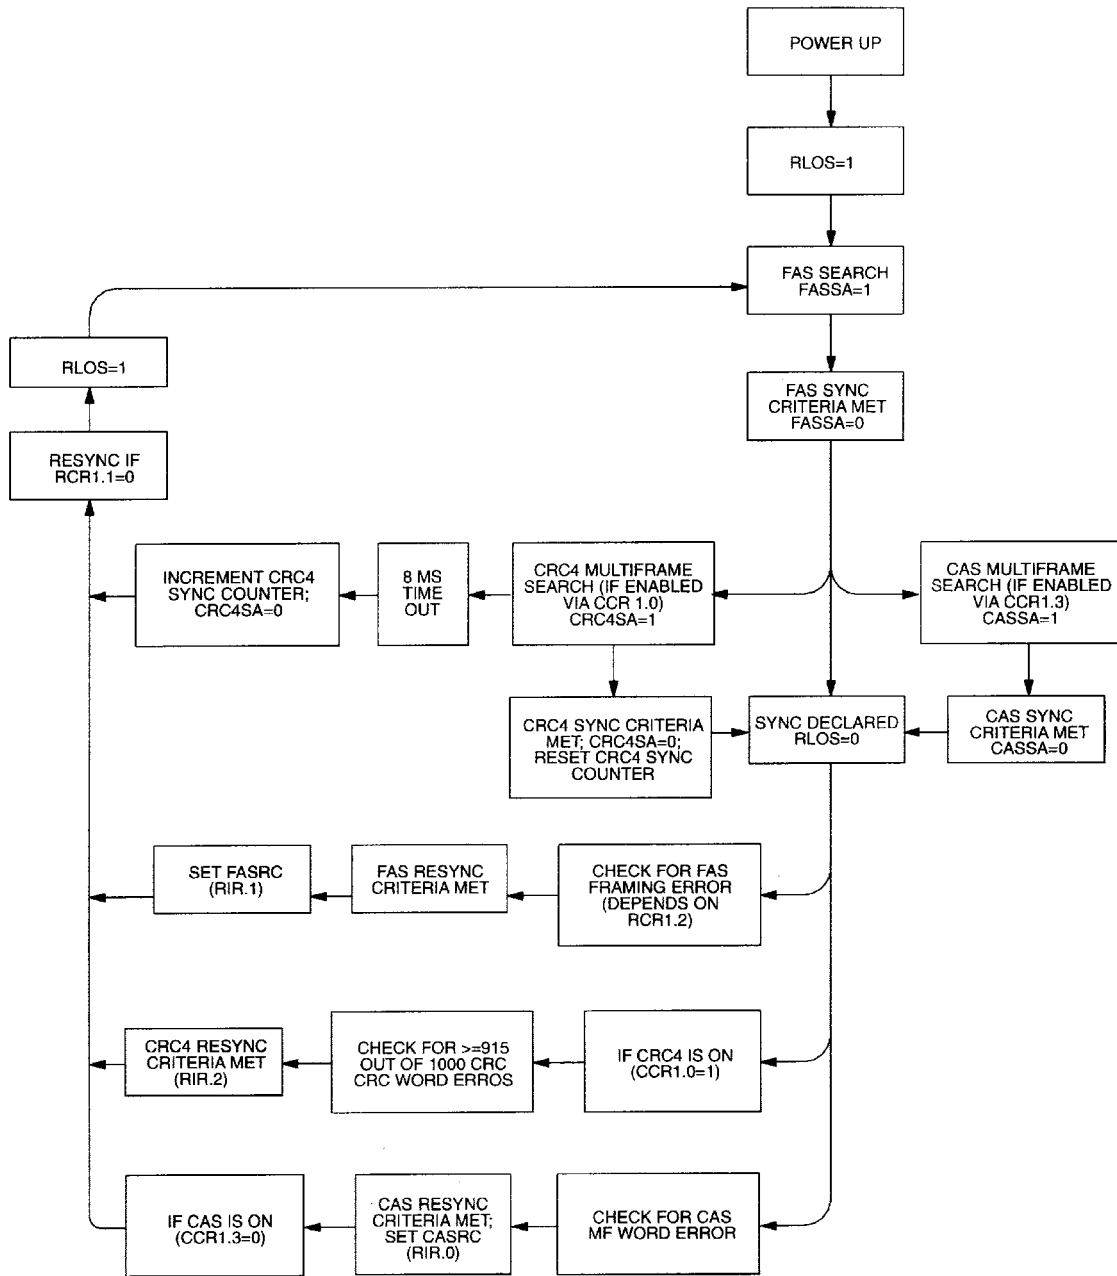 POWER UP
RLOS=1
FAS SEARCH
FASSA=1
RLOS=1
FAS SYNC
CRITERIA MET
FASSA=0
RESYNC IF
RCR1.1=0
INCREMENT CRC4
SYNC COUNTER;
CRC4SA=0
8 MS
TIME
OUT
CRC4 MULTIFRAME
SEARCH (IF ENABLED
VIA CCR 1.0)
CRC4SA=1
CAS MULTIFRAME
SEARCH (IF ENABLED
VIA CCR1.3)
CASSA=1
CRC4 SYNC CRITERIA
MET; CRC4SA=0;
RESET CRC4 SYNC
COUNTER
SYNC DECLARED
RLOS=0
CAS SYNC
CRITERIA MET
CASSA=0
SET FASRC
(RIR.1)
FAS RESYNC
CRITERIA MET
CHECK FOR FAS
FRAMING ERROR
(DEPENDS ON
RCR1.2)
CRC4 RESYNC
CRITERIA MET
(RIR.2)
CHECK FOR >=915
OUT OF 1000 CRC
CRC WORD ERROS
IF CRC4 IS ON
(CCR1.0=1)
IF CAS IS ON
(CCR1.3=0)
CAS RESYNC
CRITERIA MET;
SET CASRC
(RIR.0)
CHECK FOR CAS
MF WORD ERROR